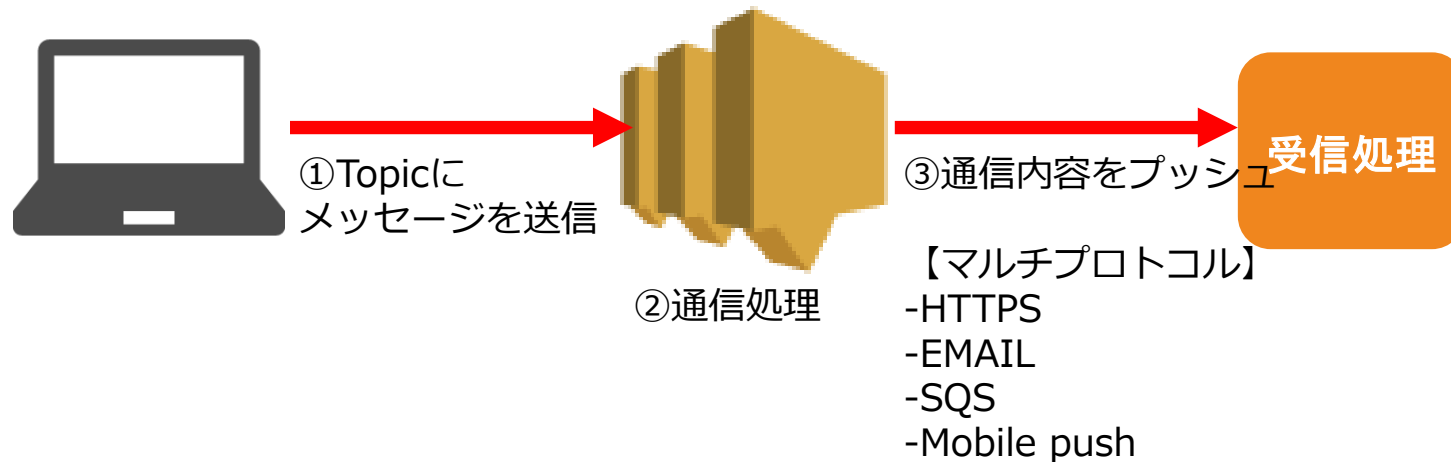 ①Topicに
メッセージを送信
②通信処理
③通信内容をプッシュ
受信処理
【マルチプロトコル】
-HTTPS
-EMAIL
-SQS
-Mobile push